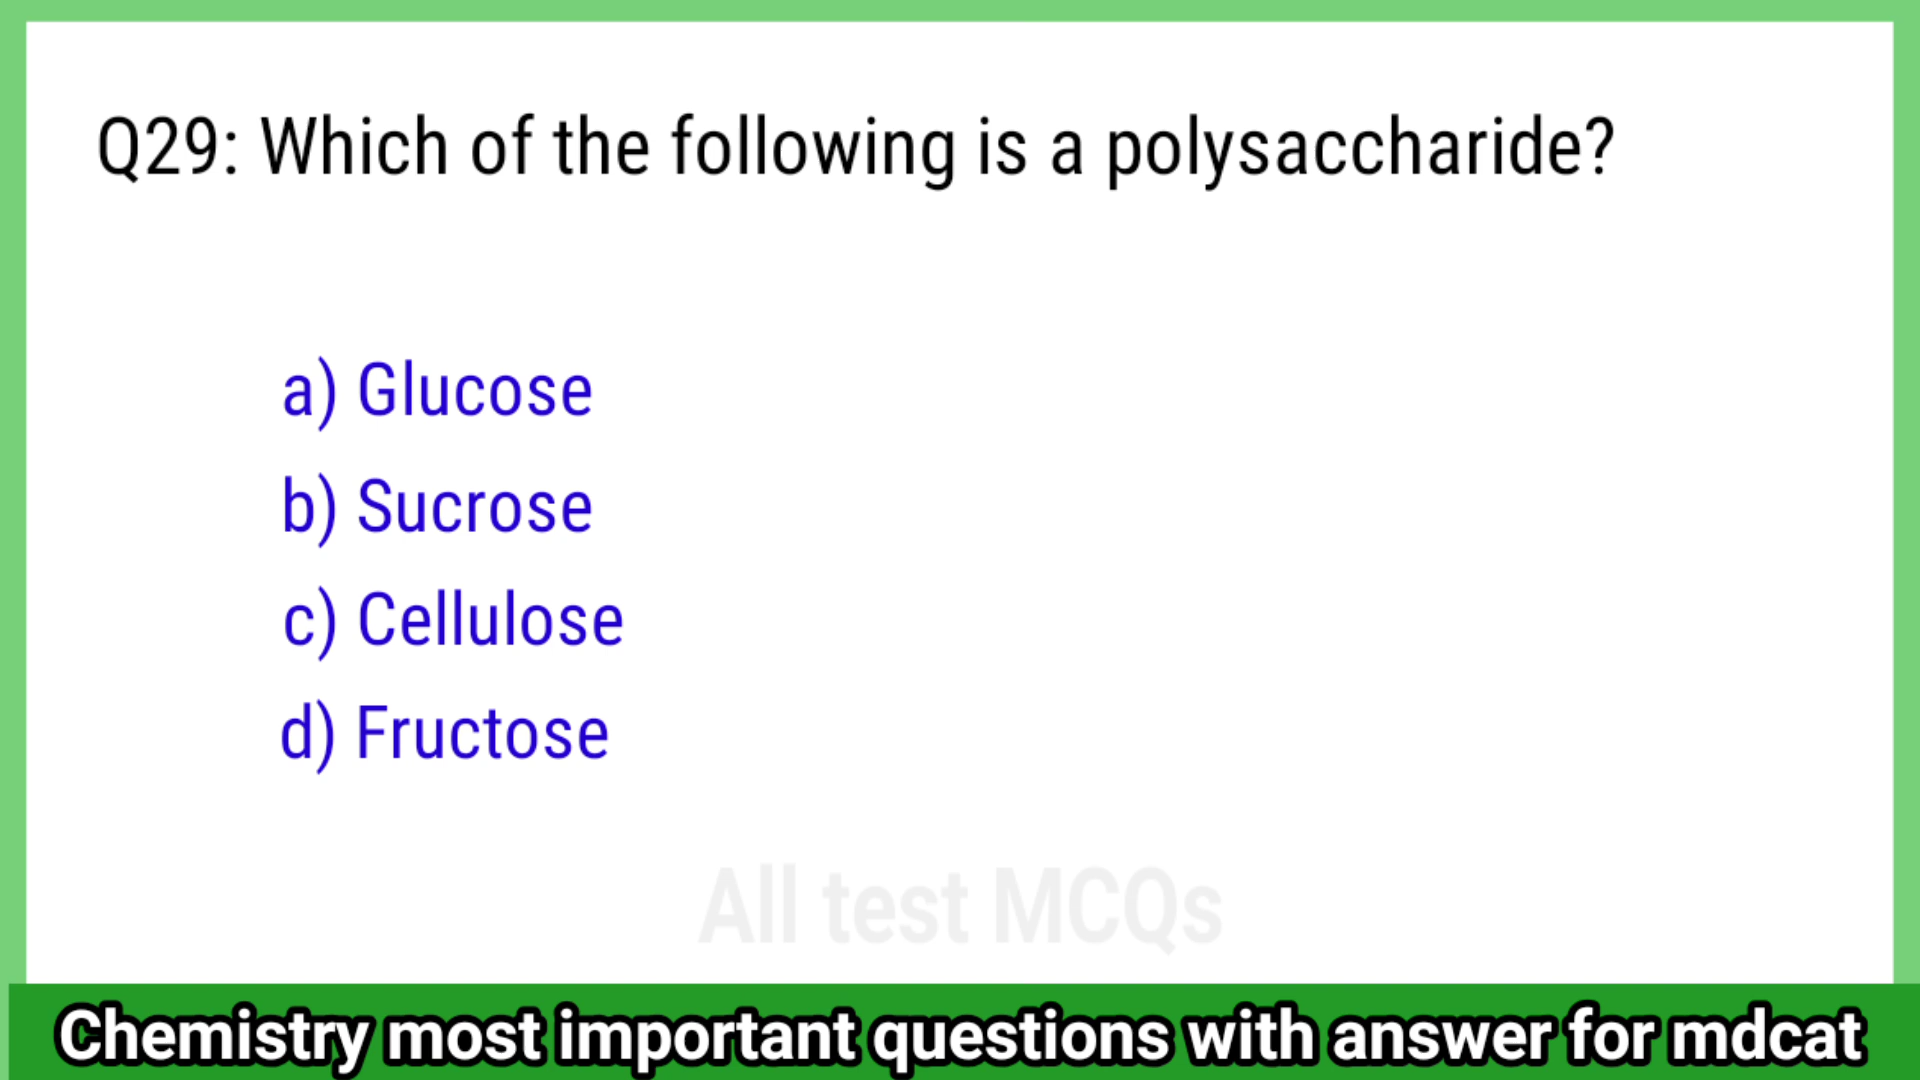 Q29: Which of the following is a polysaccharide?
a) Glucose
b) Sucrose
c) Cellulose
d) Fructose
All test MCQs
Chemistry most important questions with answer for mdcat